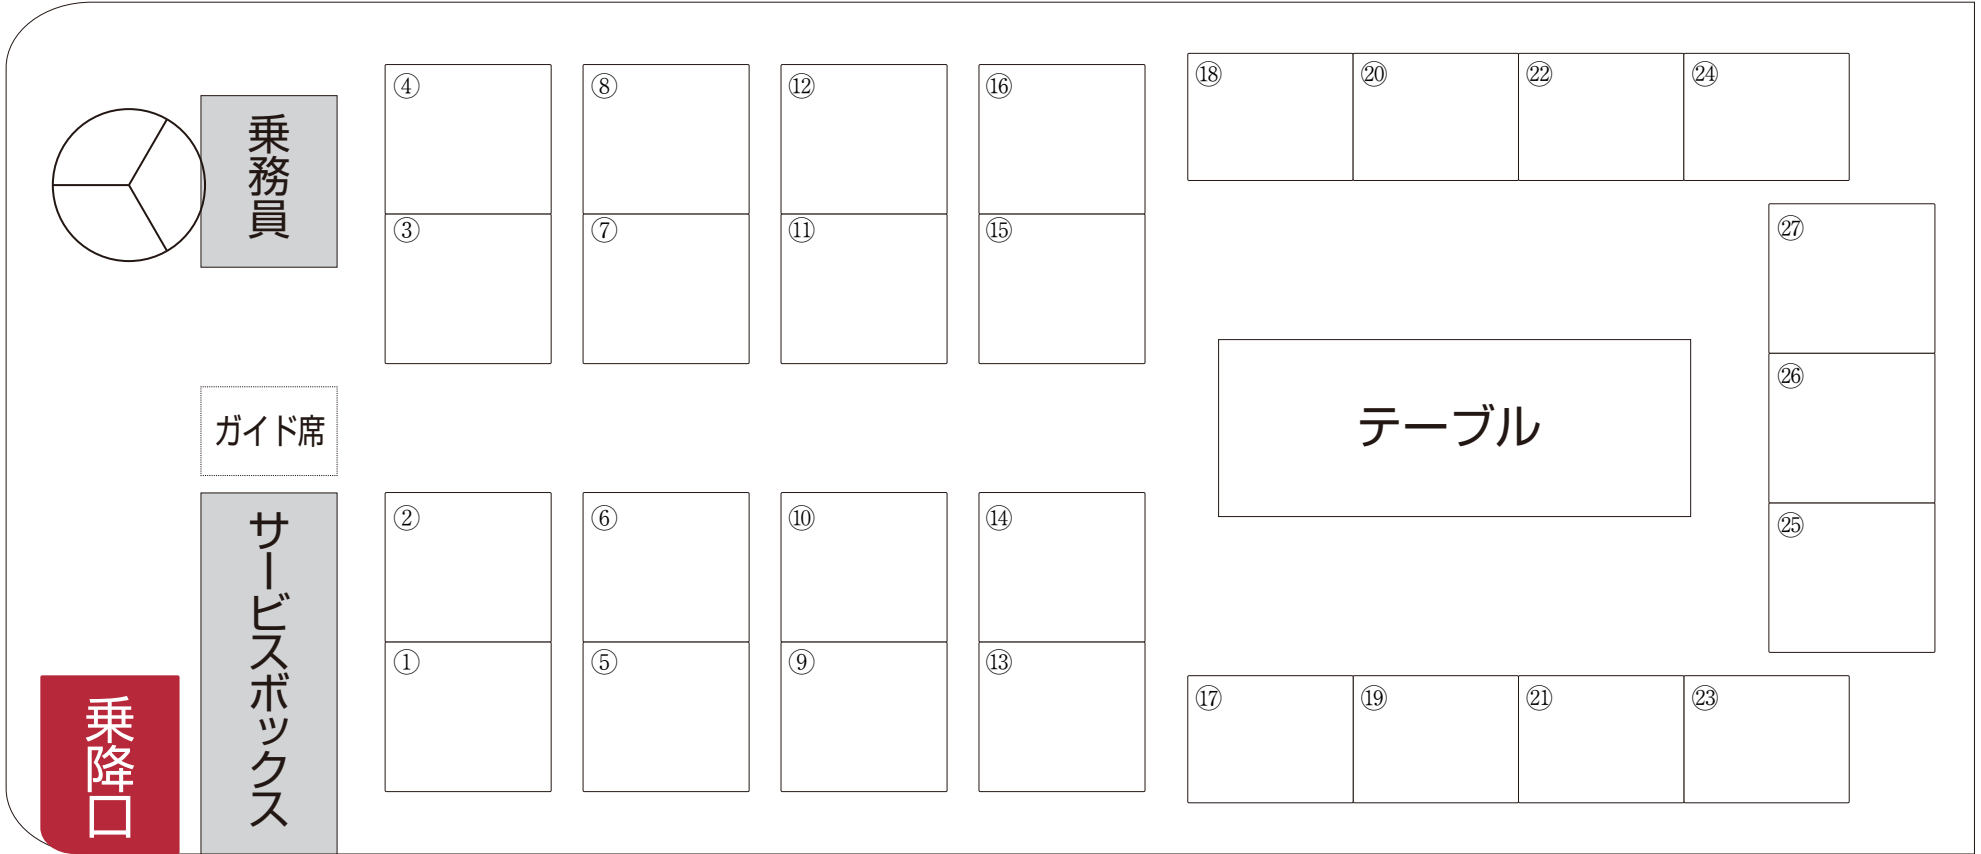 ④ ⑧ ⑫ ⑯ ⑱ ⑳ ㉒ ㉔
乗務員
③ ⑦ ⑪ ⑮ ㉗
㉖
ガイド席
テーブル
② ⑥ ⑩ ⑭ ㉕
サービスボックス
① ⑤ ⑨ ⑬ ⑰ ⑲ ㉑ ㉓
乗降口